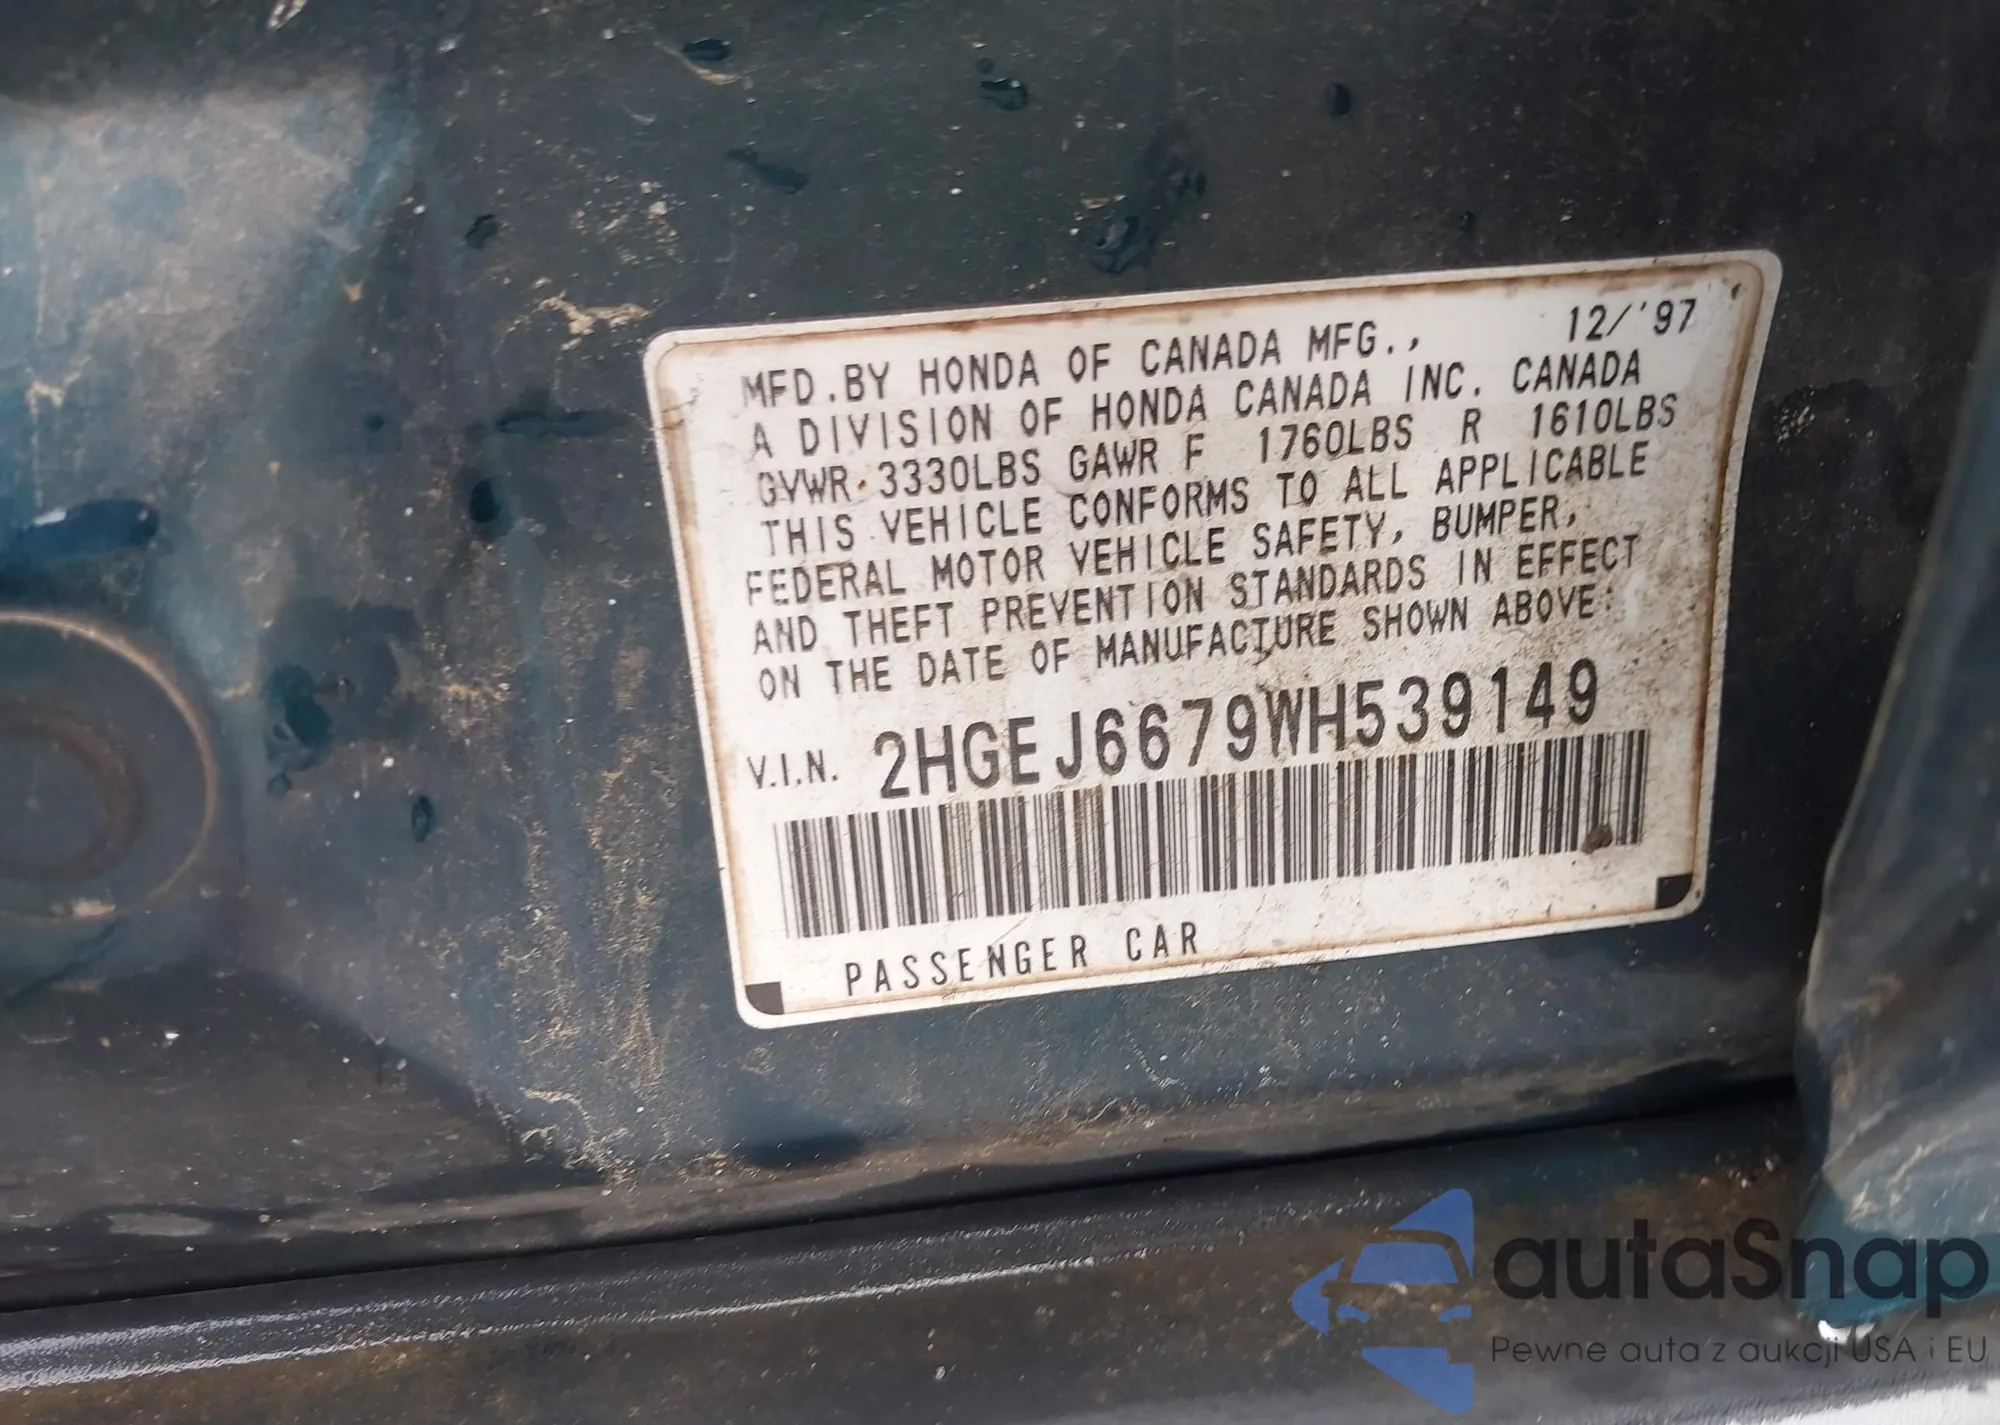 12/'97
MFD.BY HONDA OF CANADA MFG.,
A DIVISION OF HONDA CANADA INC. CANADA
GVWR 3330LBS GAWR F 1760LBS R 1610LBS
THIS VEHICLE CONFORMS TO ALL APPLICABLE
FEDERAL MOTOR VEHICLE SAFETY, BUMPER,
AND THEFT PREVENTION STANDARDS IN EFFECT
ON THE DATE OF MANUFACTURE SHOWN ABOVE.
V.I.N. 2HGEJ6679WH539149
PASSENGER CAR
autaSnap
Pewne auta z aukcji USA i EU